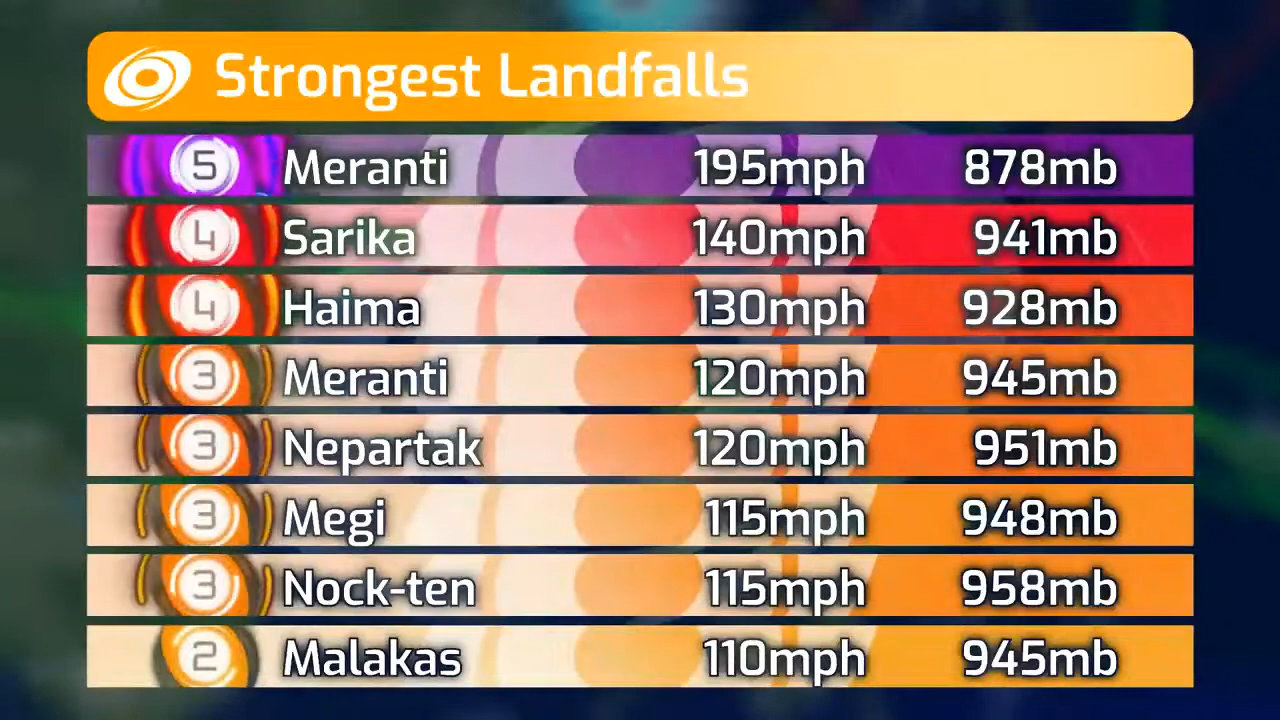 Strongest Landfalls
5 Meranti 195mph 878mb
4 Sarika 140mph 941mb
4 Haima 130mph 928mb
3 Meranti 120mph 945mb
3 Nepartak 120mph 951mb
3 Megi 115mph 948mb
3 Nock-ten 115mph 958mb
2 Malakas 110mph 945mb